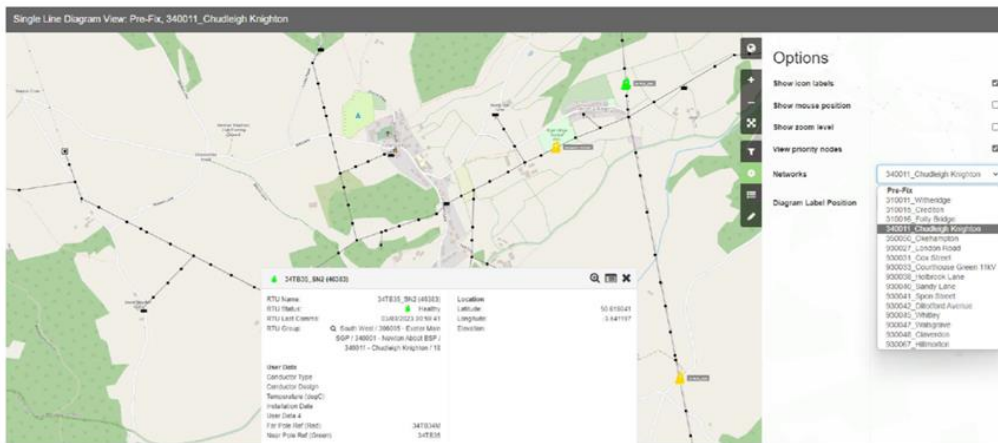 Single Line Diagram View: Pre-Fix, 340011_Chudleigh Knighton
Options
Show icon labels
Show mouse position
Show zoom level
View priority nodes
Networks
340011_Chudleigh Knighton
Diagram Label Position
Pre-Fix
310011_Witheridge
310015_Crediton
310016_Folly Bridge
340011_Chudleigh Knighton
350050_Okehampton
930027_London Road
930031_Cox Street
930033_Courthouse Green 11kV
930038_Holbrook Lane
930040_Sandy Lane
930041_Spon Street
930042_Dillotford Avenue
930045_Whitley
930047_Walsgrave
930048_Claverdon
930067_Hillmorton
34TB35_SN2 (46383)
RTU Name: 34TB35_SN2 (46383)
RTU Status: Healthy
RTU Last Comms:
RTU Group: South West / 300005 - Exeter Main
SGP / 340001 - Newton Abbot BSP /
340011 - Chudleigh Knighton / 18
Location
Latitude:
Longitude:
Elevation:
User Data
Conductor Type
Conductor Design
Temperature (degC)
Installation Date
User Data 4
Far Pole Ref (Red)
Near Pole Ref (Green) 34TB35